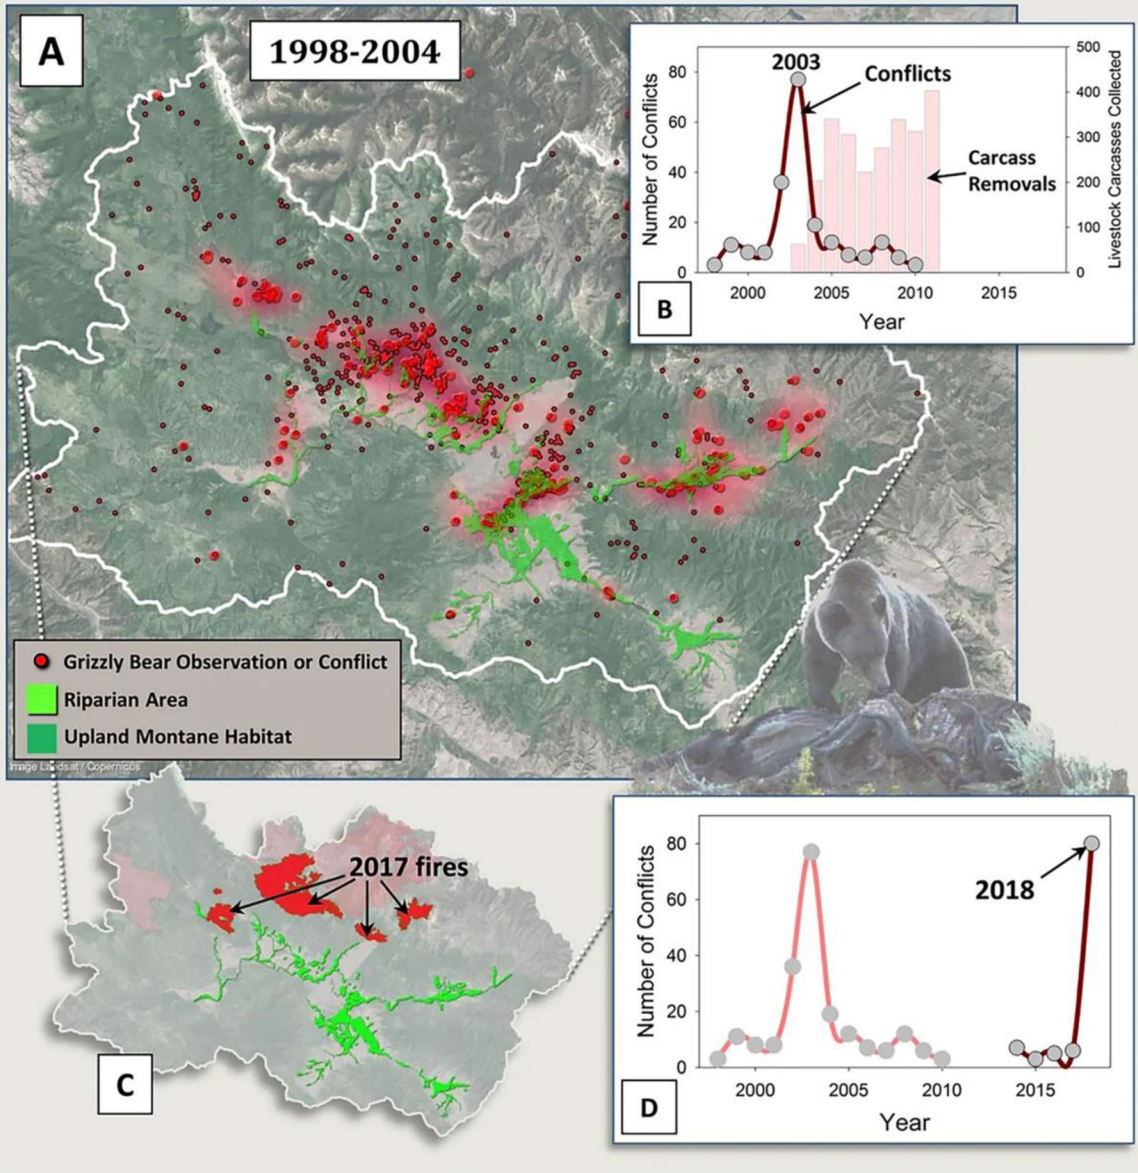 A
1998-2004
Grizzly Bear Observation or Conflict
Riparian Area
Upland Montane Habitat
Image Landsat / Copernicus
2003
Conflicts
Carcass
Removals
Number of Conflicts
Livestock Carcasses Collected
80
60
40
20
0
500
400
300
200
100
0
2000
2005
2010
2015
Year
B
2017 fires
C
2018
Number of Conflicts
80
60
40
20
0
2000
2005
2010
2015
Year
D